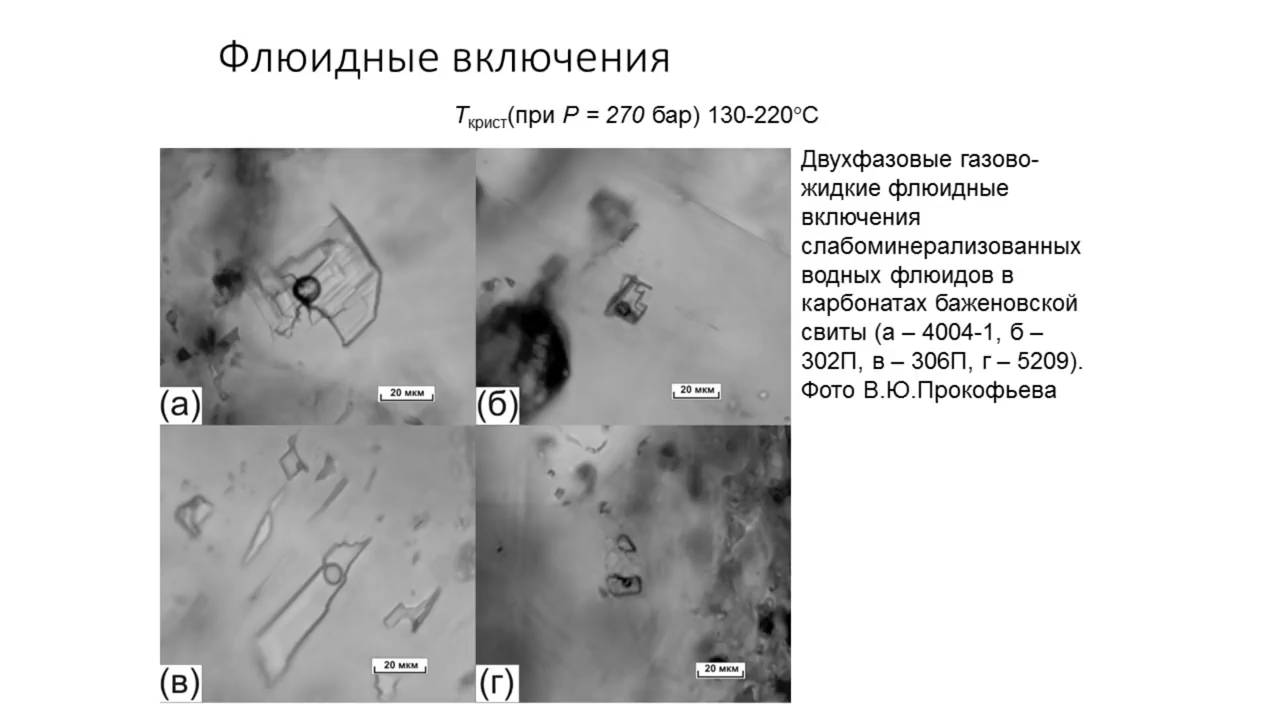 Флюидные включения
Tкрист(при P = 270 бар) 130-220°C
Двухфазовые газово-
жидкие флюидные
включения
слабоминерализованных
водных флюидов в
карбонатах баженовской
свиты (а – 4004-1, б –
302П, в – 306П, г – 5209).
Фото В.Ю.Прокофьева
20 мкм
(а)
20 мкм
(б)
20 мкм
(в)
20 мкм
(г)